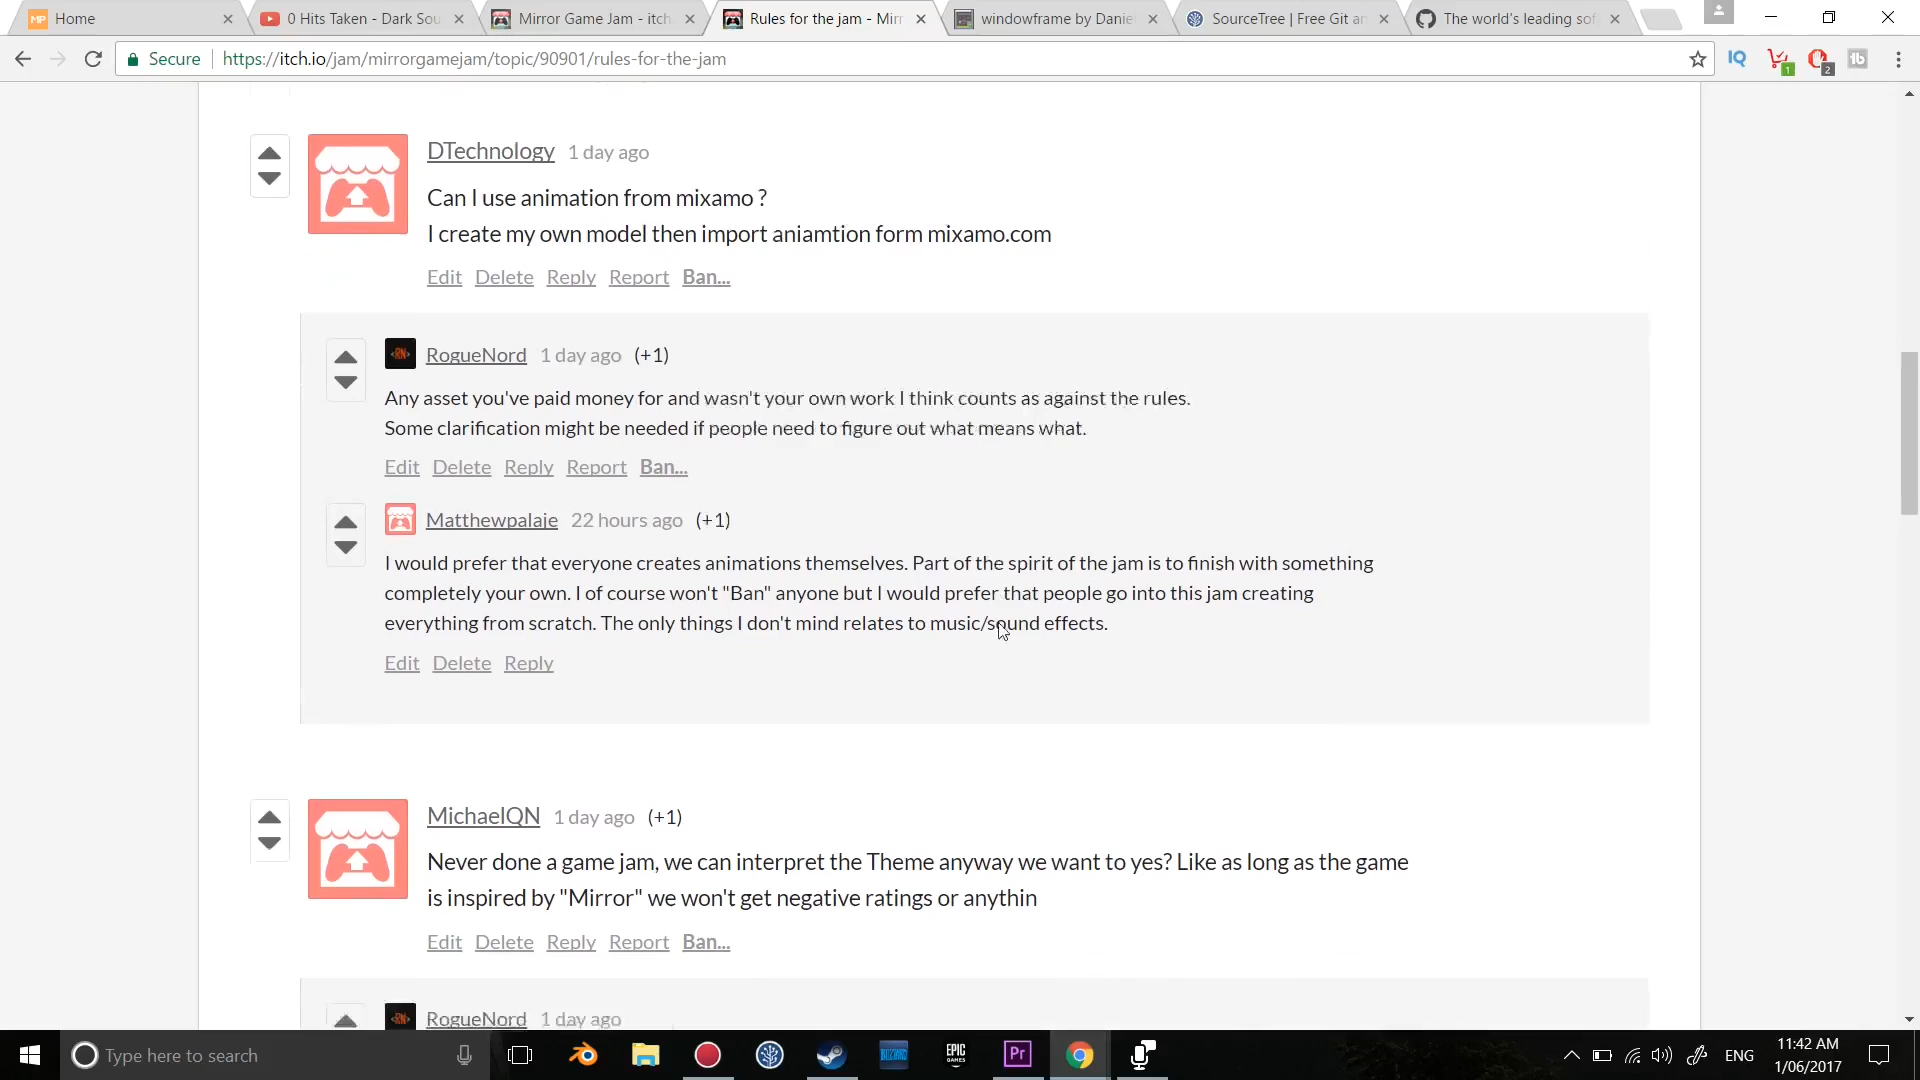 Home
0 Hits Taken - Dark Sou
Mirror Game Jam - itch
Rules for the jam - Mirr
windowframe by Danie
SourceTree | Free Git an
The world's leading sof
Secure
https://itch.io/jam/mirrorgamejam/topic/90901/rules-for-the-jam
IQ
1
2
DTechnology 1 day ago
Can I use animation from mixamo ?
I create my own model then import aniamtion form mixamo.com
Edit Delete Reply Report Ban...
RogueNord 1 day ago (+1)
Any asset you've paid money for and wasn't your own work I think counts as against the rules.
Some clarification might be needed if people need to figure out what means what.
Edit Delete Reply Report Ban...
Matthewpalaje 22 hours ago (+1)
I would prefer that everyone creates animations themselves. Part of the spirit of the jam is to finish with something
completely your own. I of course won't "Ban" anyone but I would prefer that people go into this jam creating
everything from scratch. The only things I don't mind relates to music/sound effects.
Edit Delete Reply
MichaelQN 1 day ago (+1)
Never done a game jam, we can interpret the Theme anyway we want to yes? Like as long as the game
is inspired by "Mirror" we won't get negative ratings or anythin
Edit Delete Reply Report Ban...
RogueNord 1 day ago
Type here to search
EPIC
GAMES
Pr
ENG
11:42 AM
1/06/2017